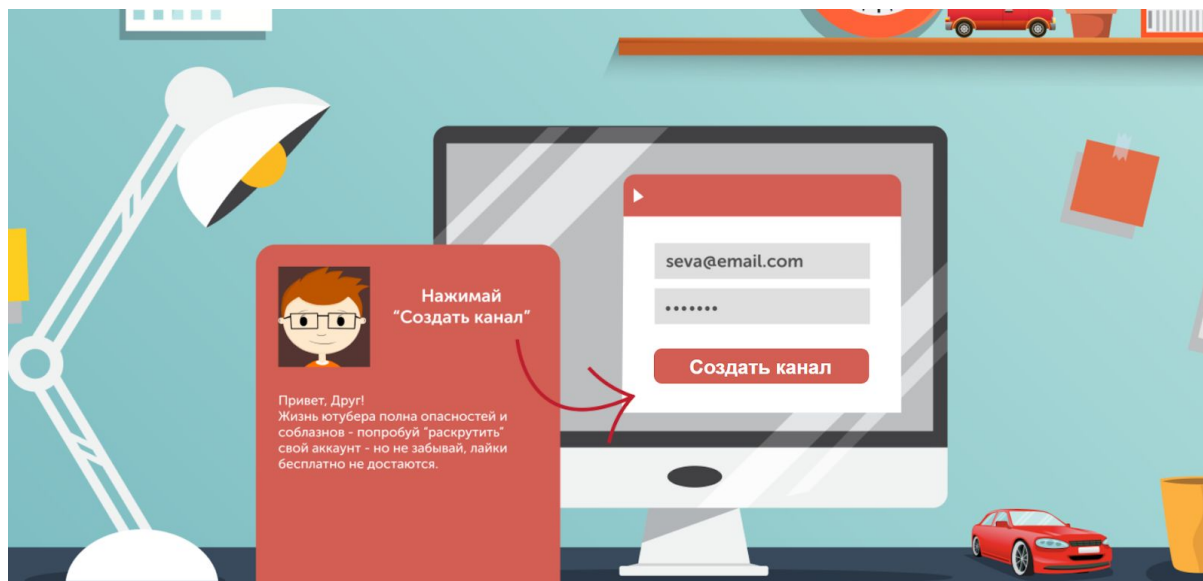 Нажимай
“Создать канал”
Привет, Друг!
Жизнь ютубера полна опасностей и
соблазнов - попробуй “раскрутить”
свой аккаунт - но не забывай, лайки
бесплатно не достаются.
seva@email.com
•••••••
Создать канал